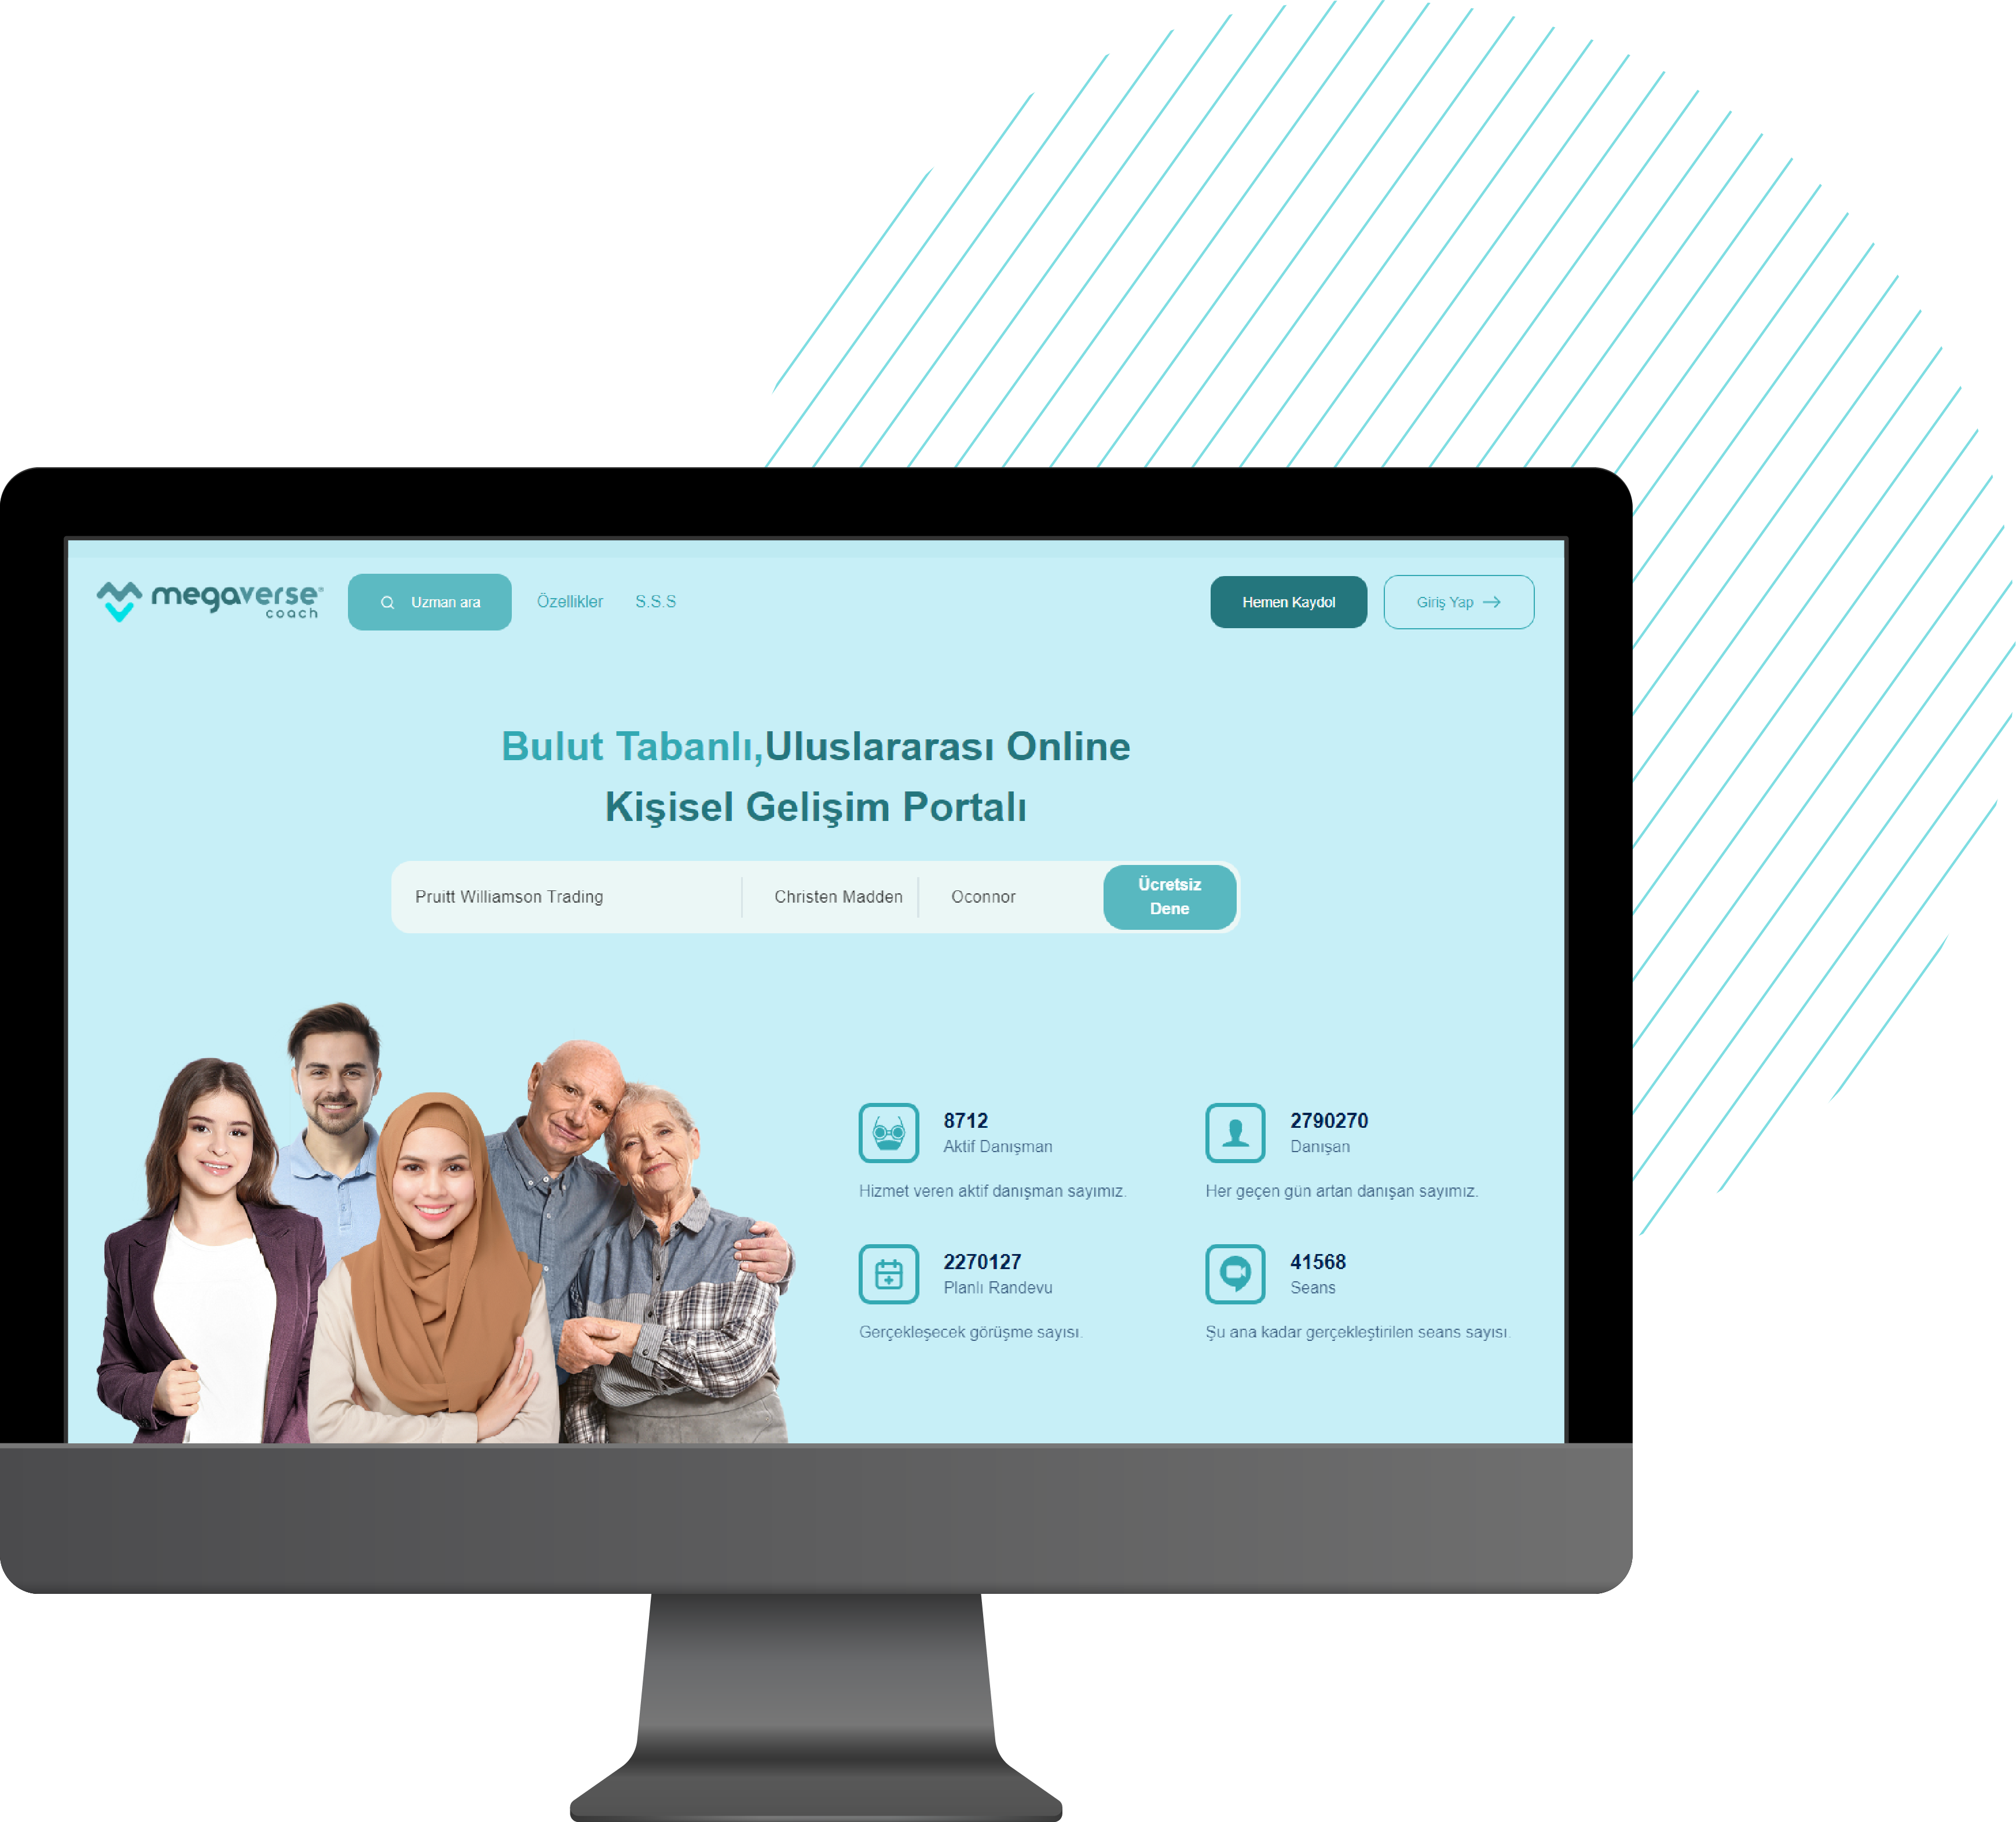 megaverse®
coach
Uzman ara
Özellikler
S.S.S
Hemen Kaydol
Giriş Yap
Bulut Tabanlı,Uluslararası Online
Kişisel Gelişim Portalı
Pruitt Williamson Trading
Christen Madden
Oconnor
Ücretsiz
Dene
8712
Aktif Danışman
Hizmet veren aktif danışman sayımız.
2790270
Danışan
Her geçen gün artan danışan sayımız.
2270127
Planlı Randevu
Gerçekleşecek görüşme sayısı.
41568
Seans
Şu ana kadar gerçekleştirilen seans sayısı.